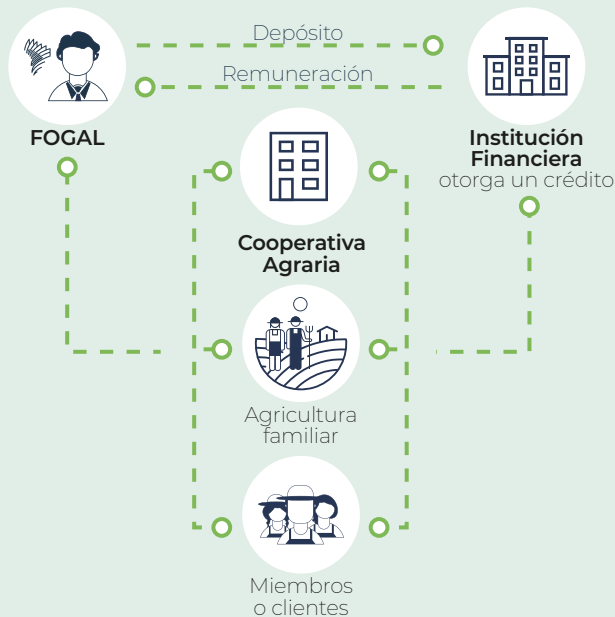 Depósito
Remuneración
FOGAL
Institución
Financiera
otorga un crédito
Cooperativa
Agraria
Agricultura
familiar
Miembros
o clientes